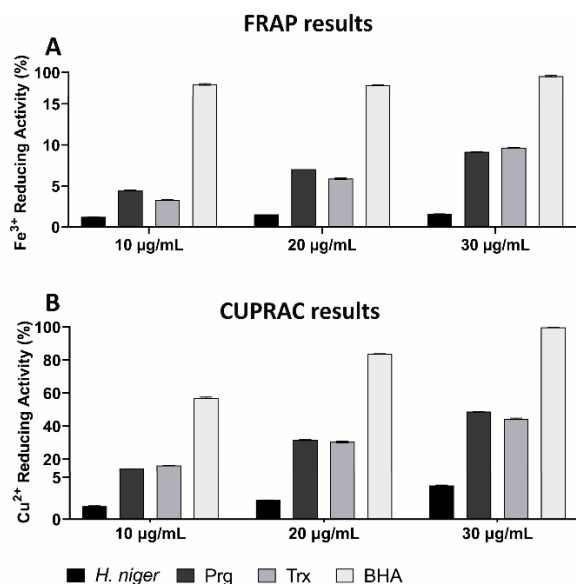 FRAP results
A
Fe³⁺ Reducing Activity (%)
100
15
10
5
0
10 µg/mL 20 µg/mL 30 µg/mL
B
CUPRAC results
Cu²⁺ Reducing Activity (%)
100
80
60
40
20
5
0
10 µg/mL 20 µg/mL 30 µg/mL
H. niger Prg Trx BHA